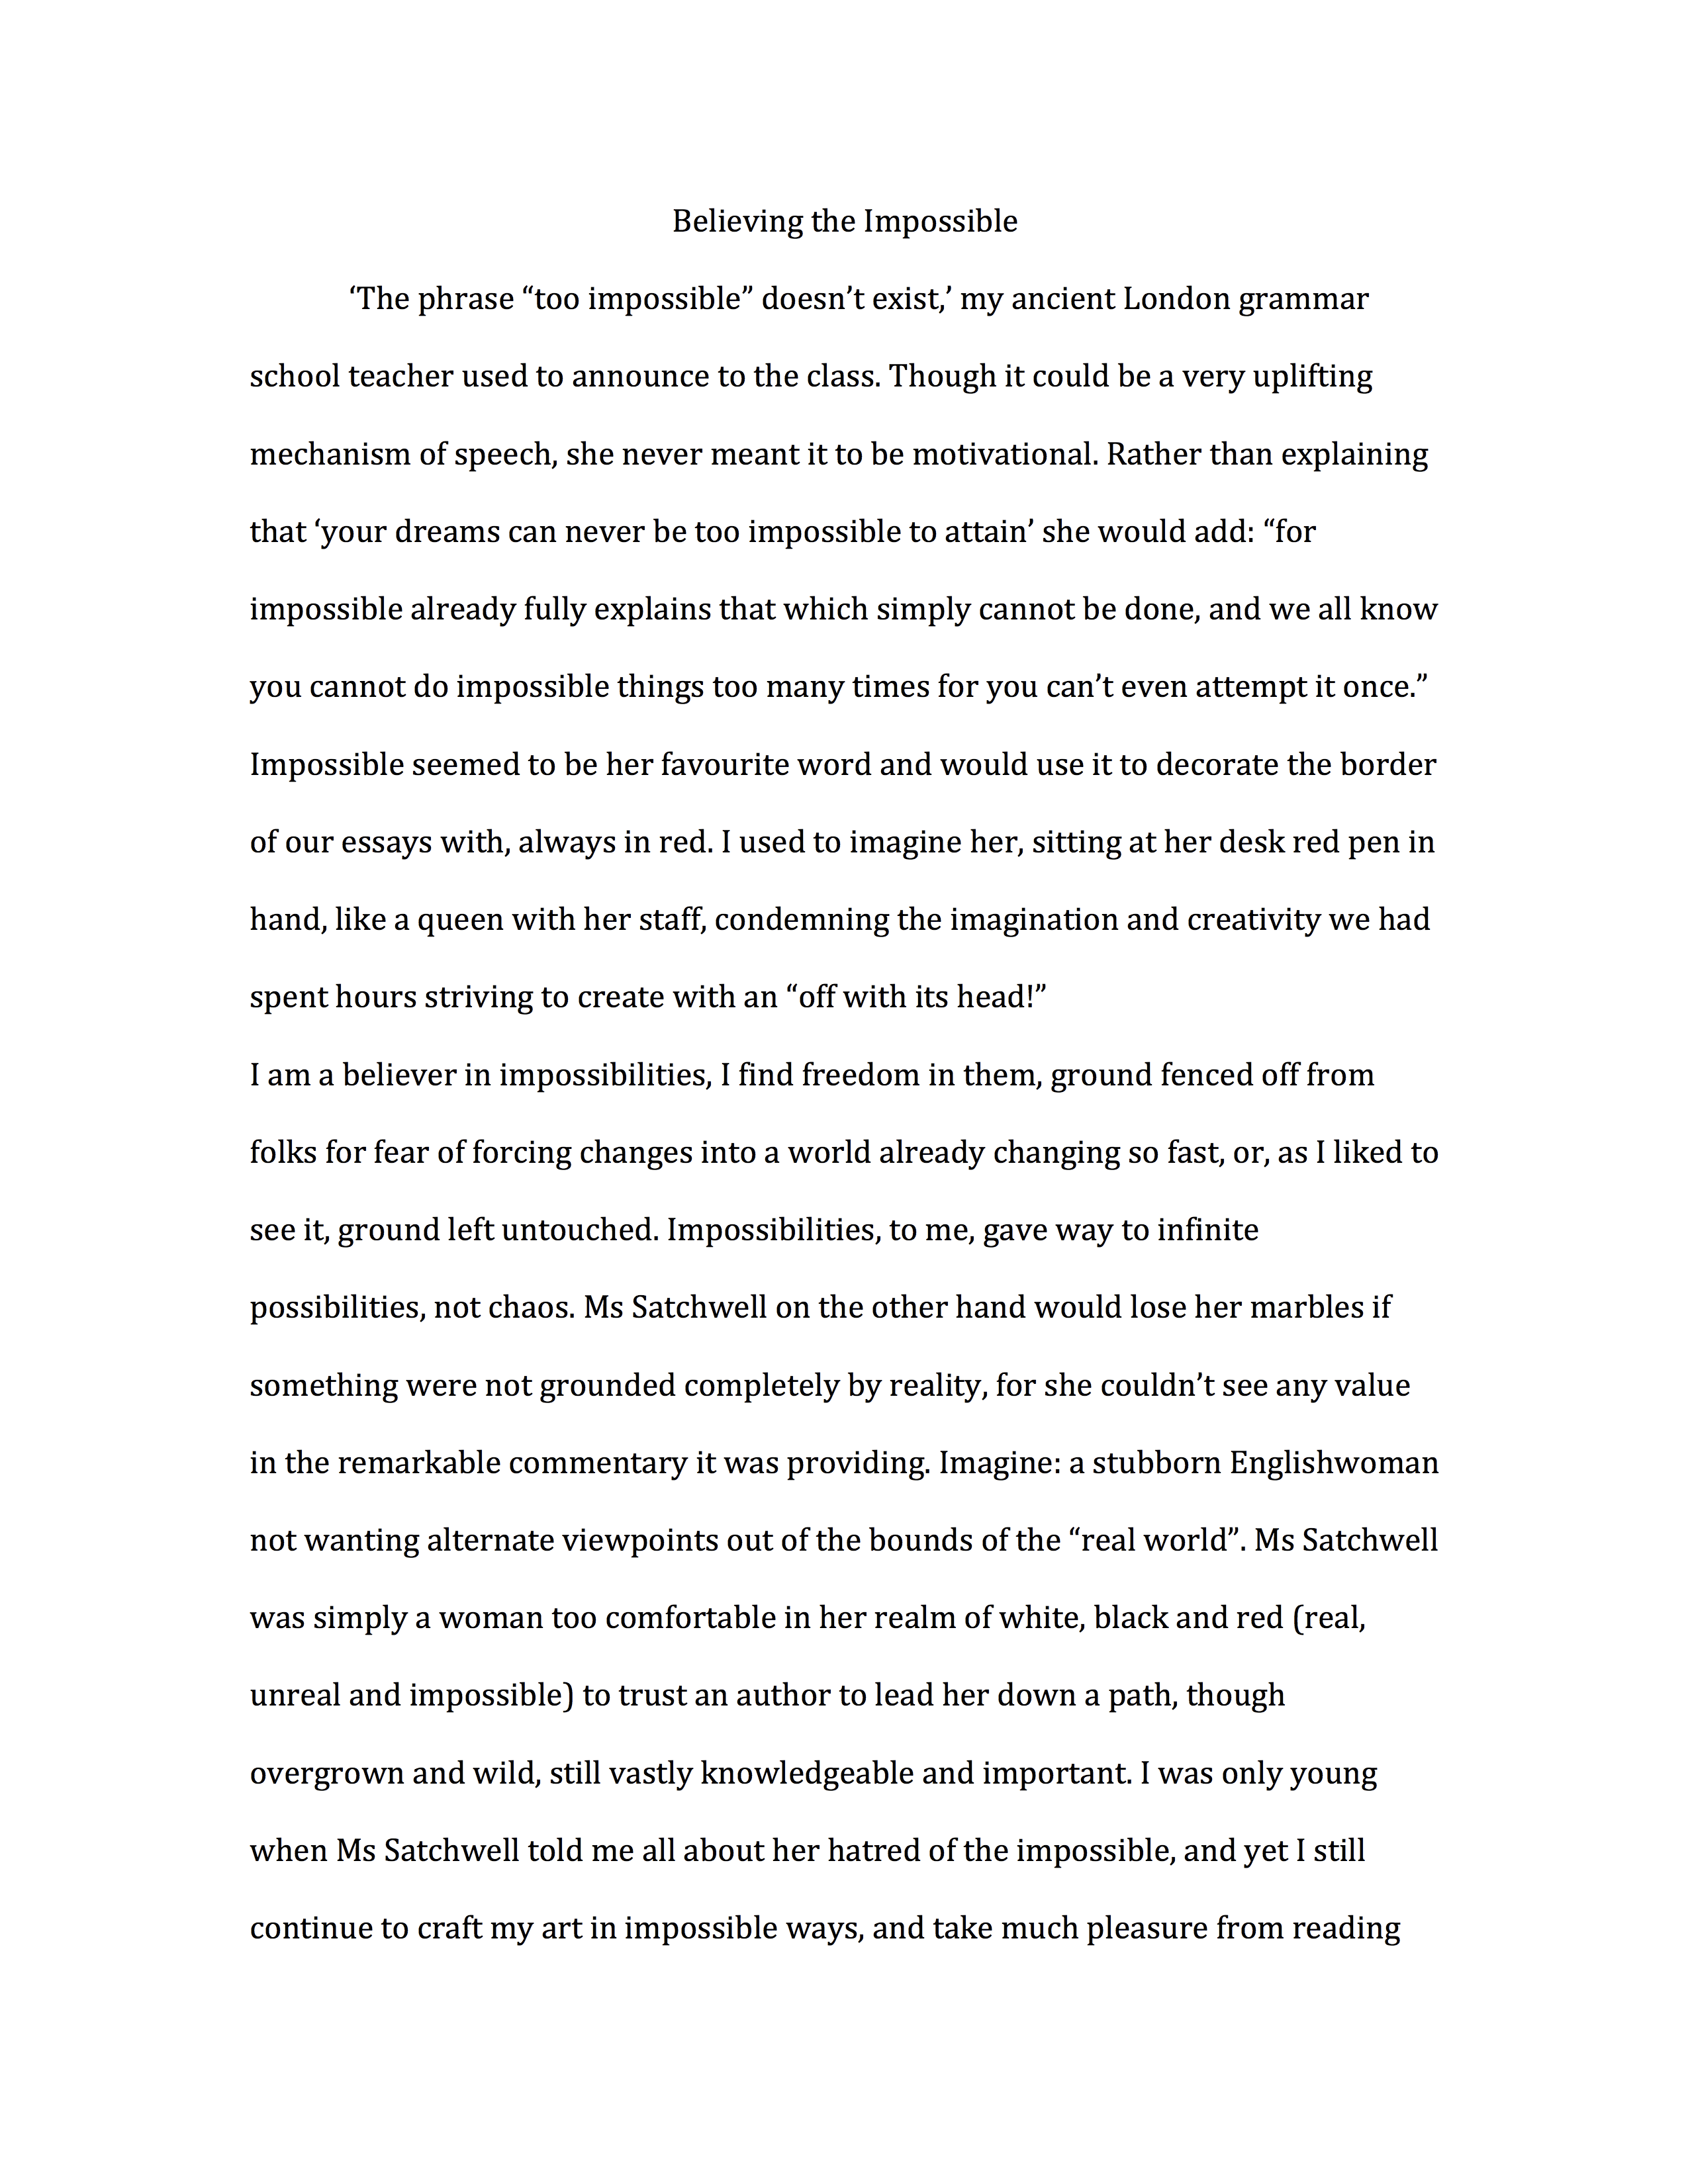 Believing the Impossible
‘The phrase “too impossible” doesn’t exist,’ my ancient London grammar
school teacher used to announce to the class. Though it could be a very uplifting
mechanism of speech, she never meant it to be motivational. Rather than explaining
that ‘your dreams can never be too impossible to attain’ she would add: “for
impossible already fully explains that which simply cannot be done, and we all know
you cannot do impossible things too many times for you can’t even attempt it once.”
Impossible seemed to be her favourite word and would use it to decorate the border
of our essays with, always in red. I used to imagine her, sitting at her desk red pen in
hand, like a queen with her staff, condemning the imagination and creativity we had
spent hours striving to create with an “off with its head!”
I am a believer in impossibilities, I find freedom in them, ground fenced off from
folks for fear of forcing changes into a world already changing so fast, or, as I liked to
see it, ground left untouched. Impossibilities, to me, gave way to infinite
possibilities, not chaos. Ms Satchwell on the other hand would lose her marbles if
something were not grounded completely by reality, for she couldn’t see any value
in the remarkable commentary it was providing. Imagine: a stubborn Englishwoman
not wanting alternate viewpoints out of the bounds of the “real world”. Ms Satchwell
was simply a woman too comfortable in her realm of white, black and red (real,
unreal and impossible) to trust an author to lead her down a path, though
overgrown and wild, still vastly knowledgeable and important. I was only young
when Ms Satchwell told me all about her hatred of the impossible, and yet I still
continue to craft my art in impossible ways, and take much pleasure from reading